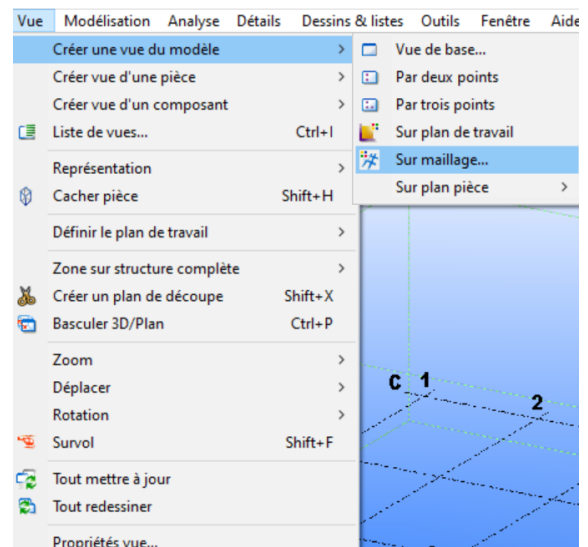 Vue Modélisation Analyse Détails Dessins & listes Outils Fenêtre Aide
Créer une vue du modèle >
Créer vue d'une pièce >
Créer vue d'un composant >
Liste de vues... Ctrl+I
Représentation >
Cacher pièce Shift+H
Définir le plan de travail >
Zone sur structure complète >
Créer un plan de découpe Shift+X
Basculer 3D/Plan Ctrl+P
Zoom >
Déplacer >
Rotation >
Survol Shift+F
Tout mettre à jour
Tout redessiner
Propriétés vue...
Vue de base...
Par deux points
Par trois points
Sur plan de travail
Sur maillage...
Sur plan pièce >
C 1
2